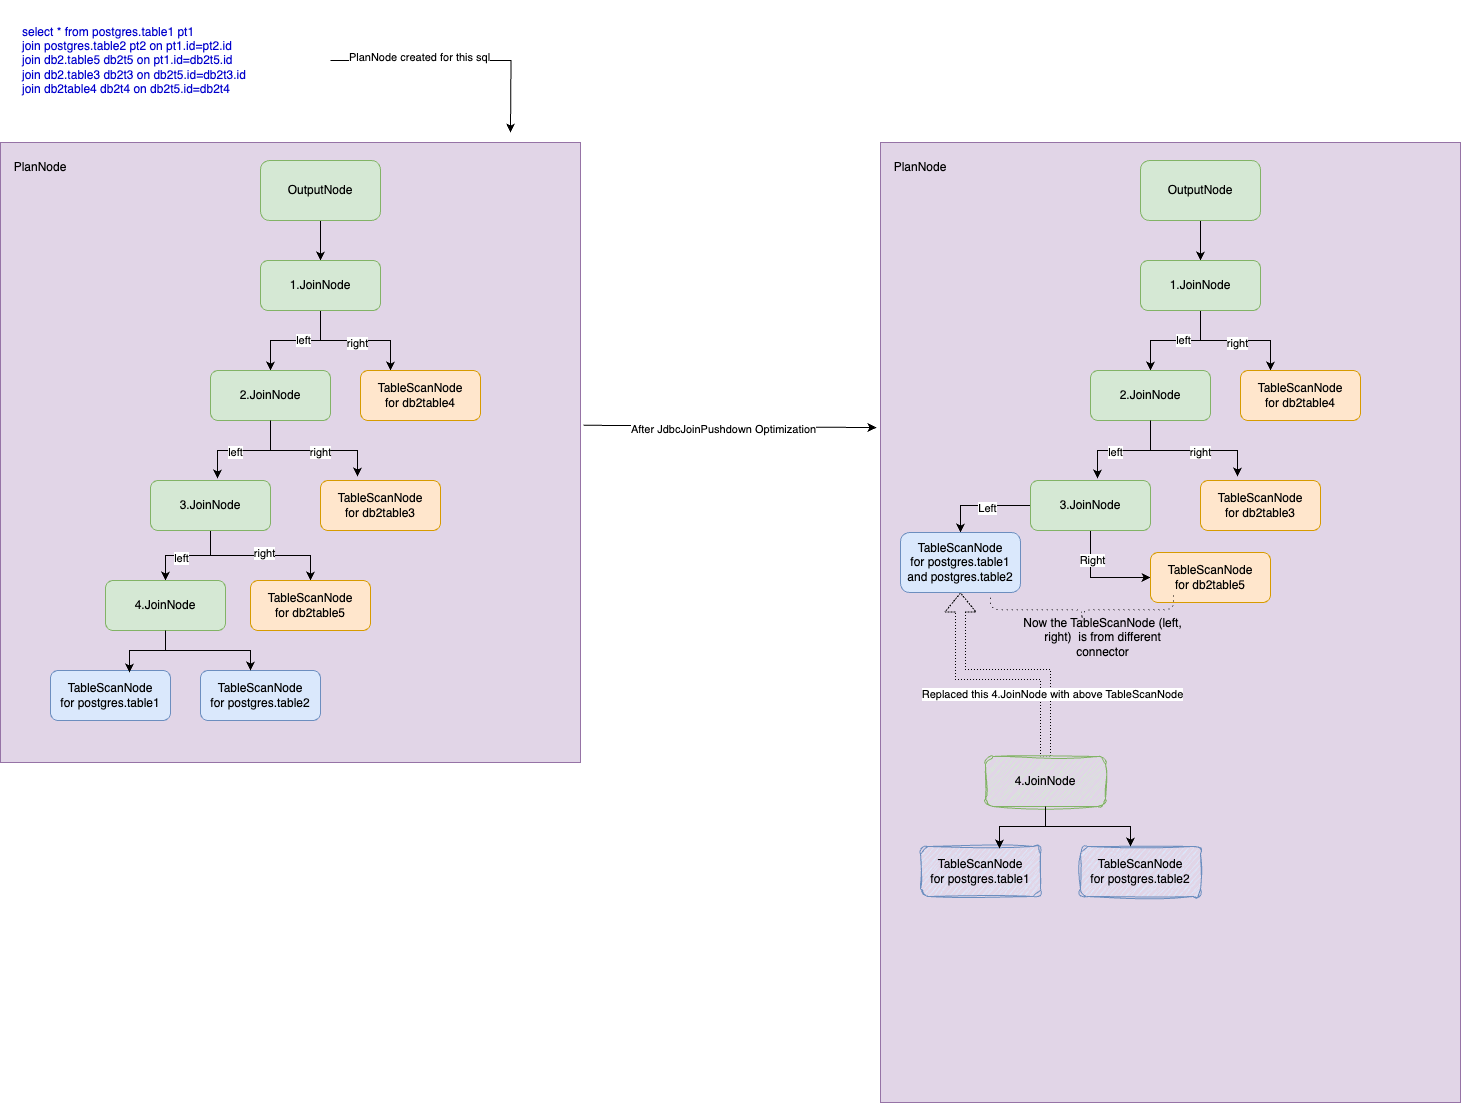 select * from postgres.table1 pt1
join postgres.table2 pt2 on pt1.id=pt2.id
join db2.table5 db2t5 on pt1.id=db2t5.id
join db2.table3 db2t3 on db2t5.id=db2t3.id
join db2table4 db2t4 on db2t5.id=db2t4
PlanNode created for this sql
PlanNode
OutputNode
1.JoinNode
left
right
2.JoinNode
TableScanNode
for db2table4
left
right
3.JoinNode
TableScanNode
for db2table3
left
right
4.JoinNode
TableScanNode
for db2table5
TableScanNode
for postgres.table1
TableScanNode
for postgres.table2
After JdbcJoinPushdown Optimization
PlanNode
OutputNode
1.JoinNode
left
right
2.JoinNode
TableScanNode
for db2table4
left
right
3.JoinNode
TableScanNode
for db2table3
Left
Right
TableScanNode
for postgres.table1
and postgres.table2
TableScanNode
for db2table5
Now the TableScanNode (left,
right) is from different
connector
Replaced this 4.JoinNode with above TableScanNode
4.JoinNode
TableScanNode
for postgres.table1
TableScanNode
for postgres.table2